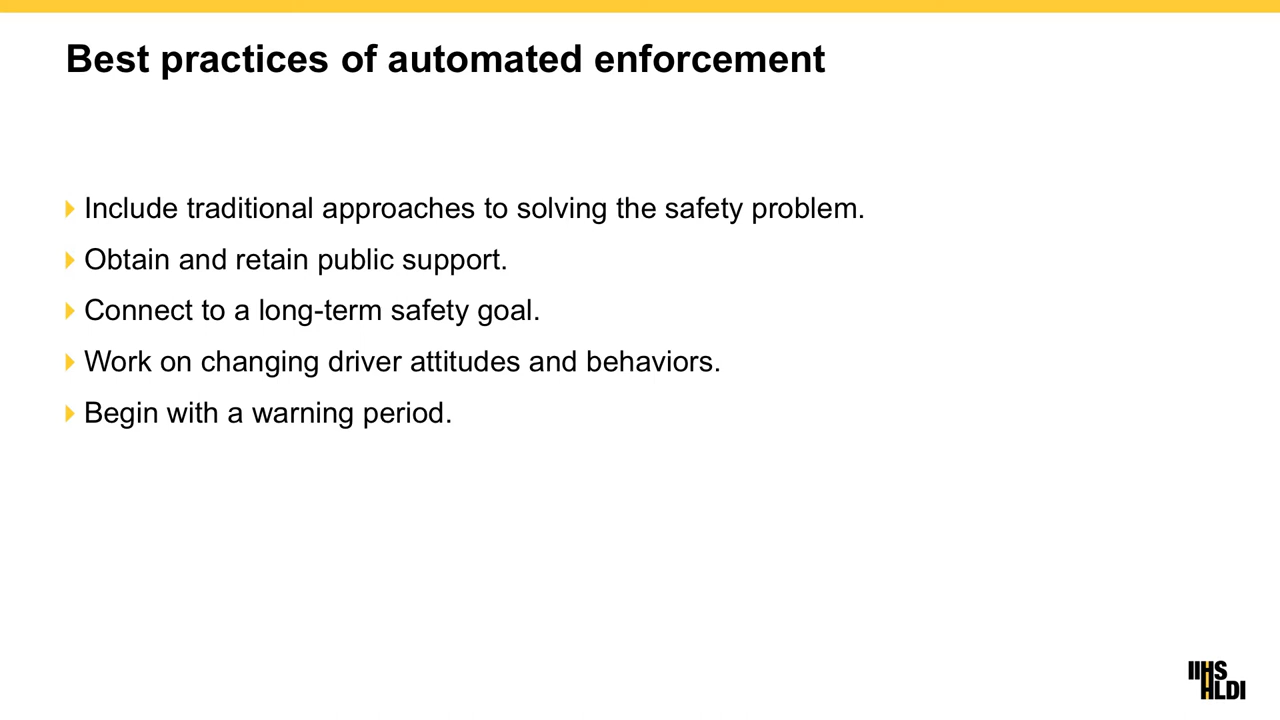 Best practices of automated enforcement
Include traditional approaches to solving the safety problem.
Obtain and retain public support.
Connect to a long-term safety goal.
Work on changing driver attitudes and behaviors.
Begin with a warning period.
IIHS
HLDI